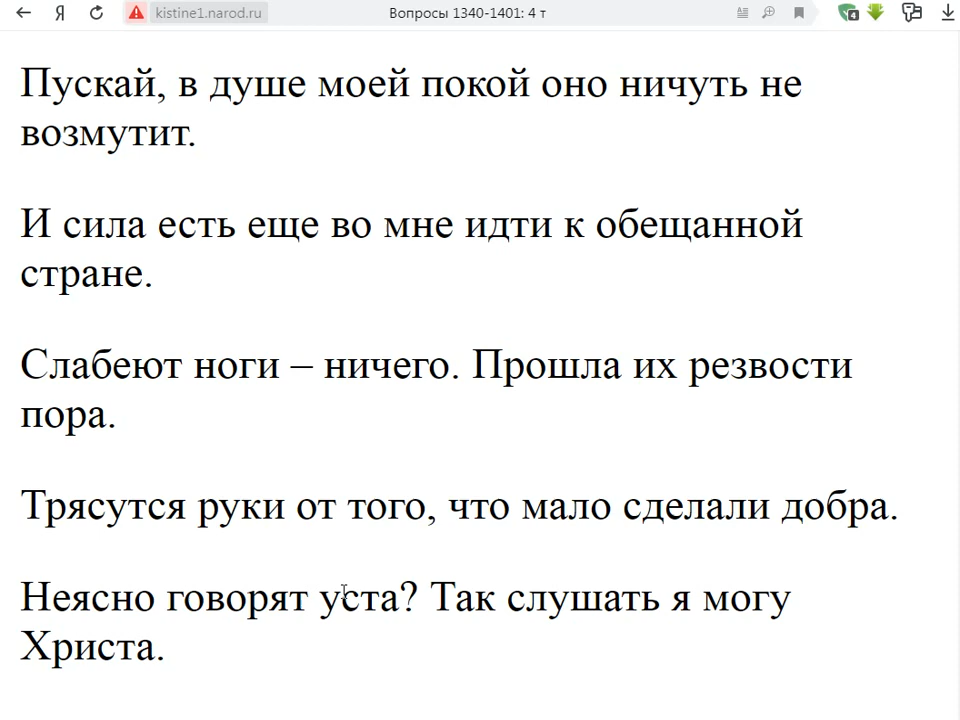 Я
kistine1.narod.ru
Вопросы 1340-1401: 4 т
4
Пускай, в душе моей покой оно ничуть не
возмутит.
И сила есть еще во мне идти к обещанной
стране.
Слабеют ноги – ничего. Прошла их резвости
пора.
Трясутся руки от того, что мало сделали добра.
Неясно говорят уста? Так слушать я могу
Христа.